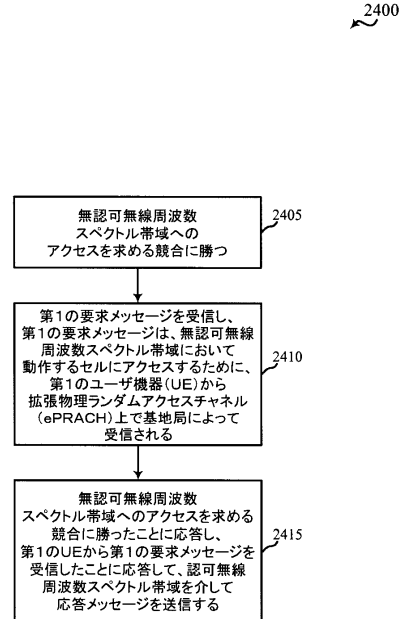 2400
無認可無線周波数
スペクトル帯域への
アクセスを求める競合に勝つ
2405
第1の要求メッセージを受信し、
第1の要求メッセージは、無認可無線
周波数スペクトル帯域において
動作するセルにアクセスするために、
第1のユーザ機器(UE)から
拡張物理ランダムアクセスチャネル
(ePRACH)上で基地局によって
受信される
2410
無認可無線周波数
スペクトル帯域へのアクセスを求める
競合に勝ったことに応答し、
第1のUEから第1の要求メッセージを
受信したことに応答して、認可無線
周波数スペクトル帯域を介して
応答メッセージを送信する
2415